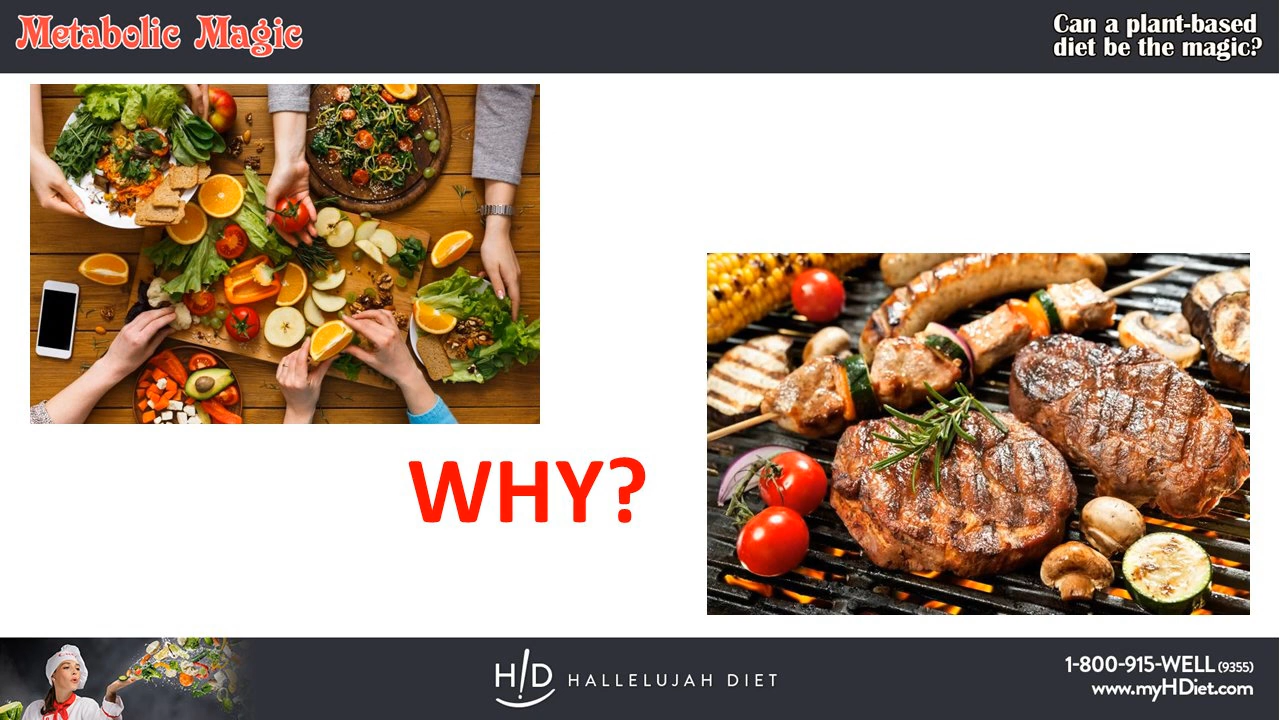 Metabolic Magic
Can a plant-based
diet be the magic?
WHY?
H!D HALLELUJAH DIET
1-800-915-WELL (9355)
www.myHDiet.com